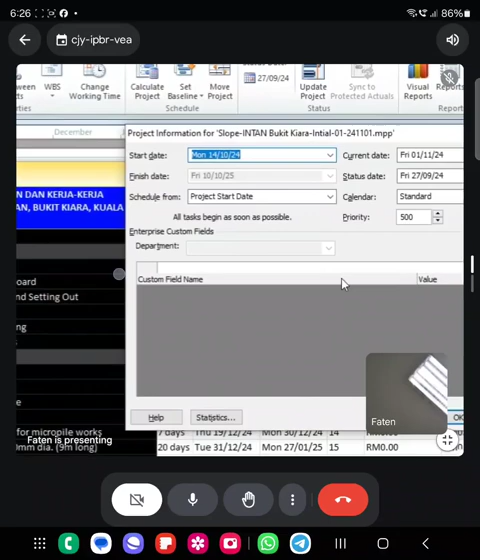 6:26
86%
cjy-ipbr-vea
WBS
Change
Working Time
Calculate
Project
Set
Baseline
Move
Project
Schedule
27/09/24
Update
Project
Sync to
Protected Actuals
Status
Visual
Reports
Reports
December
Project Information for 'Slope-INTAN Bukit Kiara-Intial-01-241101.mpp'
Start date: Mon 14/10/24 Current date: Fri 01/11/24
Finish date: Fri 10/10/25 Status date: Fri 27/09/24
Schedule from: Project Start Date Calendar: Standard
All tasks begin as soon as possible. Priority: 500
Enterprise Custom Fields
Department:
Custom Field Name Value
Help Statistics... OK
N DAN KERJA-KERJA
AN, BUKIT KIARA, KUALA
oard
nd Setting Out
ng
e
for micropile works 7 days Thu 19/12/24 Mon 30/12/24 14
mm dia. (9m long) 20 days Tue 31/12/24 Mon 27/01/25 15 RM0.00
Faten is presenting
Faten